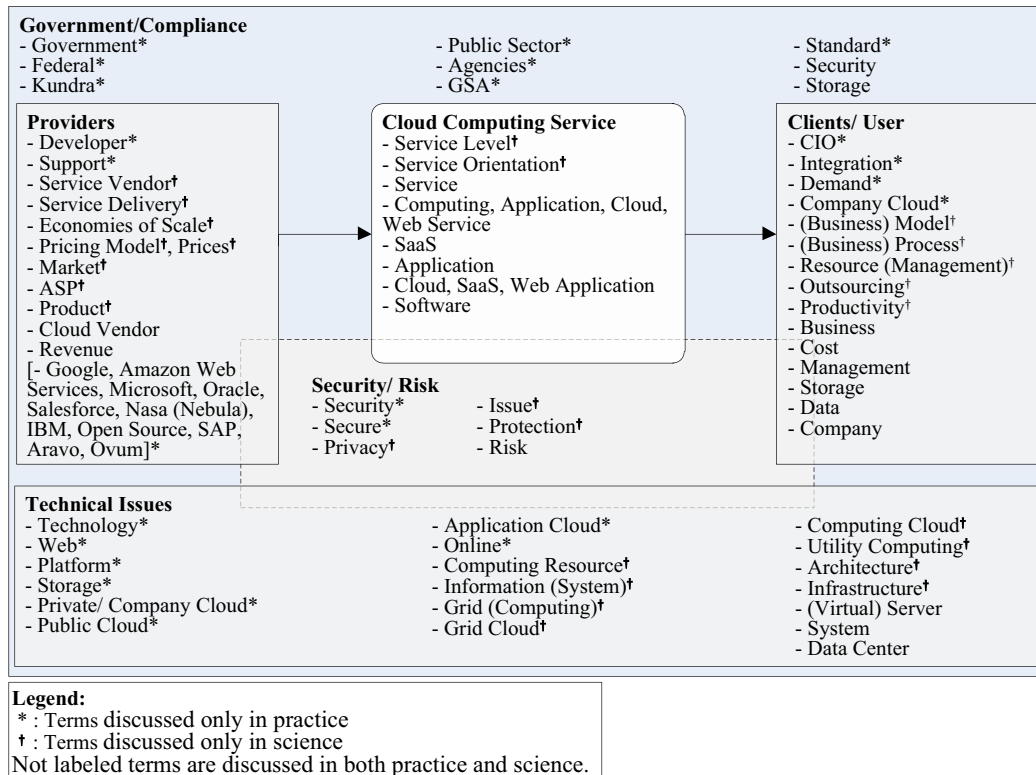 Government/Compliance
- Government*
- Federal*
- Kundra*
- Public Sector*
- Agencies*
- GSA*
- Standard*
- Security
- Storage
Providers
- Developer*
- Support*
- Service Vendor†
- Service Delivery†
- Economies of Scale†
- Pricing Model†, Prices†
- Market†
- ASP†
- Product†
- Cloud Vendor
- Revenue
[- Google, Amazon Web
Services, Microsoft, Oracle,
Salesforce, Nasa (Nebula),
IBM, Open Source, SAP,
Aravo, Ovum]*
Cloud Computing Service
- Service Level†
- Service Orientation†
- Service
- Computing, Application, Cloud,
Web Service
- SaaS
- Application
- Cloud, SaaS, Web Application
- Software
Clients/ User
- CIO*
- Integration*
- Demand*
- Company Cloud*
- (Business) Model†
- (Business) Process†
- Resource (Management)†
- Outsourcing†
- Productivity†
- Business
- Cost
- Management
- Storage
- Data
- Company
Security/ Risk
- Security*
- Secure*
- Privacy†
- Issue†
- Protection†
- Risk
Technical Issues
- Technology*
- Web*
- Platform*
- Storage*
- Private/ Company Cloud*
- Public Cloud*
- Application Cloud*
- Online*
- Computing Resource†
- Information (System)†
- Grid (Computing)†
- Grid Cloud†
- Computing Cloud†
- Utility Computing†
- Architecture†
- Infrastructure†
- (Virtual) Server
- System
- Data Center
Legend:
* : Terms discussed only in practice
† : Terms discussed only in science
Not labeled terms are discussed in both practice and science.